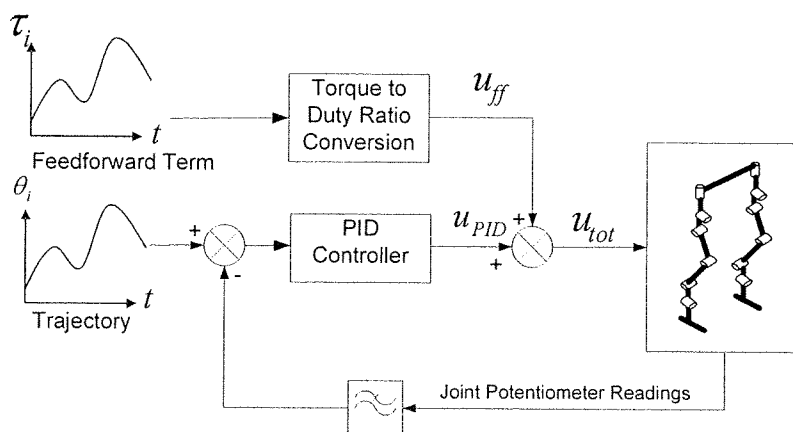 τi
t
Feedforward Term
Torque to
Duty Ratio
Conversion
uff
θi
t
Trajectory
+
-
PID
Controller
uPID
+
+
utot
Joint Potentiometer Readings